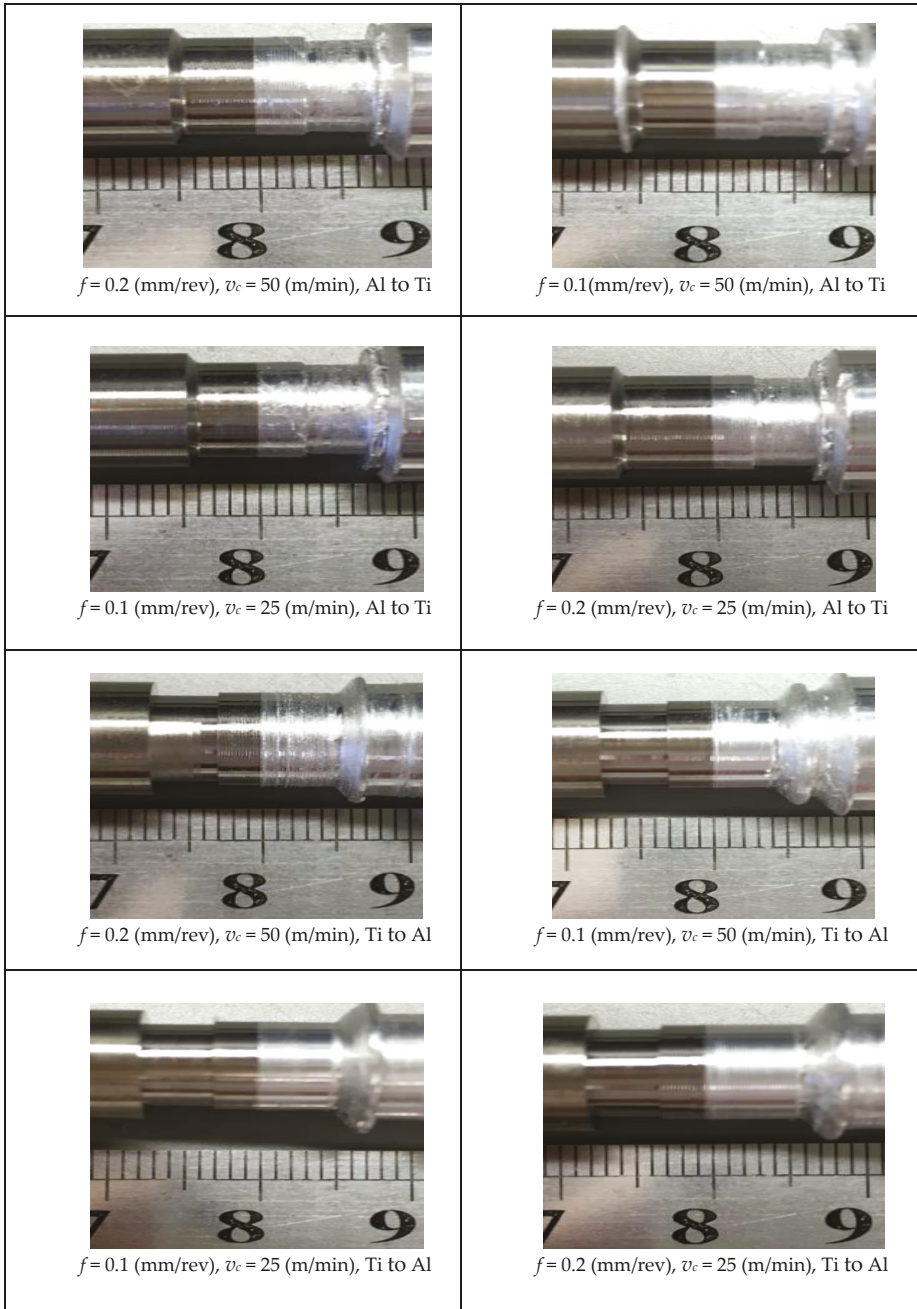 7 8 9
7 8 9
f = 0.2 (mm/rev), vc = 50 (m/min), Al to Ti
f = 0.1(mm/rev), vc = 50 (m/min), Al to Ti
7 8 9
7 8 9
f = 0.1 (mm/rev), vc = 25 (m/min), Al to Ti
f = 0.2 (mm/rev), vc = 25 (m/min), Al to Ti
7 8 9
7 8 9
f = 0.2 (mm/rev), vc = 50 (m/min), Ti to Al
f = 0.1 (mm/rev), vc = 50 (m/min), Ti to Al
7 8 9
7 8 9
f = 0.1 (mm/rev), vc = 25 (m/min), Ti to Al
f = 0.2 (mm/rev), vc = 25 (m/min), Ti to Al